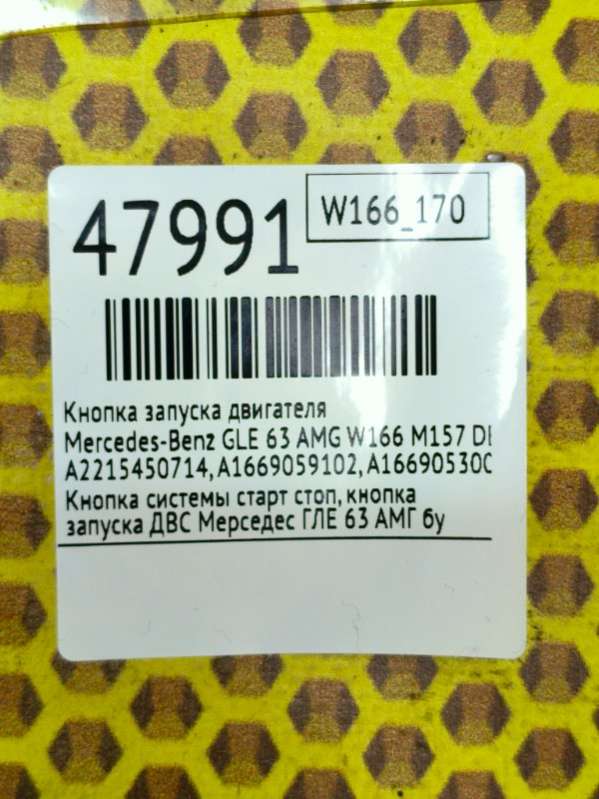 47991
W166_170
Кнопка запуска двигателя
Mercedes-Benz GLE 63 AMG W166 M157
A2215450714, A1669059102, A16690530
Кнопка системы старт стоп, кнопка
запуска ДВС Мерседес ГЛЕ 63 АМГ бу